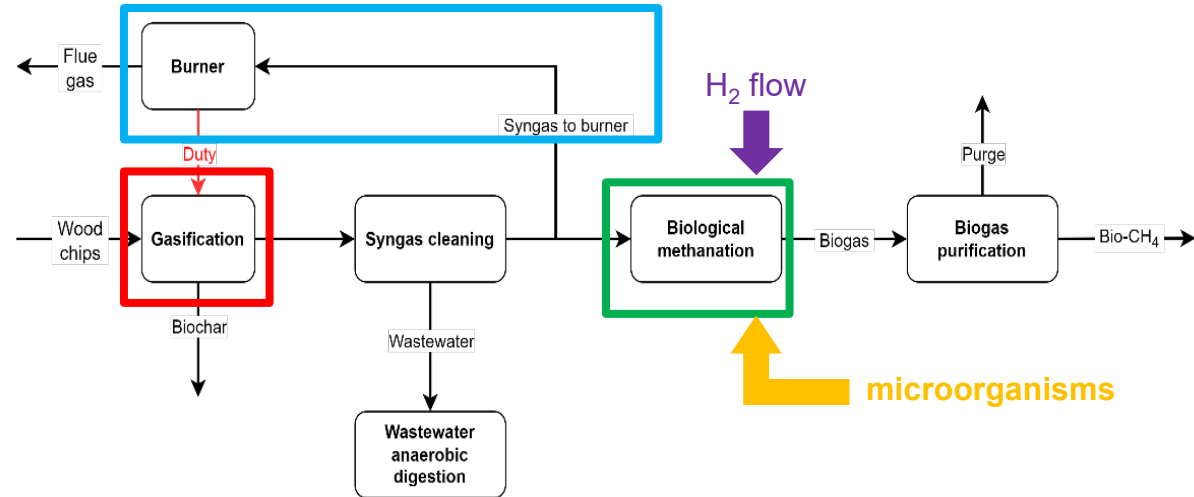 Flue
gas
Burner
H₂ flow
Syngas to burner
Duty
Purge
Wood
chips
Gasification
Syngas cleaning
Biological
methanation
Biogas
Biogas
purification
Bio-CH₄
Biochar
Wastewater
microorganisms
Wastewater
anaerobic
digestion